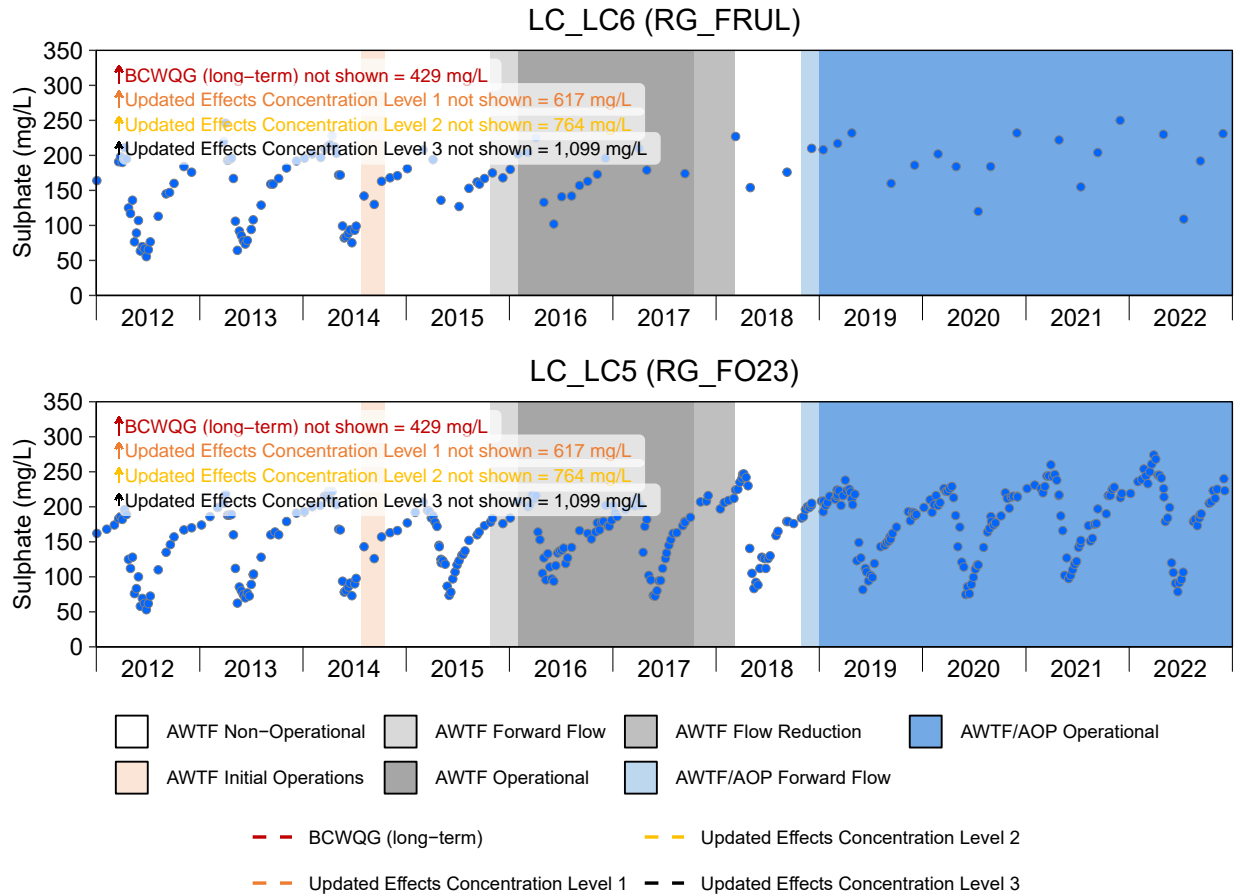 LC_LC6 (RG_FRUL)
Sulphate (mg/L)
350
300
250
200
150
100
50
0
BCWQG (long−term) not shown = 429 mg/L
Updated Effects Concentration Level 1 not shown = 617 mg/L
Updated Effects Concentration Level 2 not shown = 764 mg/L
Updated Effects Concentration Level 3 not shown = 1,099 mg/L
2012 2013 2014 2015 2016 2017 2018 2019 2020 2021 2022
LC_LC5 (RG_FO23)
Sulphate (mg/L)
350
300
250
200
150
100
50
0
BCWQG (long−term) not shown = 429 mg/L
Updated Effects Concentration Level 1 not shown = 617 mg/L
Updated Effects Concentration Level 2 not shown = 764 mg/L
Updated Effects Concentration Level 3 not shown = 1,099 mg/L
2012 2013 2014 2015 2016 2017 2018 2019 2020 2021 2022
AWTF Non−Operational AWTF Forward Flow AWTF Flow Reduction AWTF/AOP Operational
AWTF Initial Operations AWTF Operational AWTF/AOP Forward Flow
BCWQG (long−term) Updated Effects Concentration Level 2
Updated Effects Concentration Level 1 Updated Effects Concentration Level 3